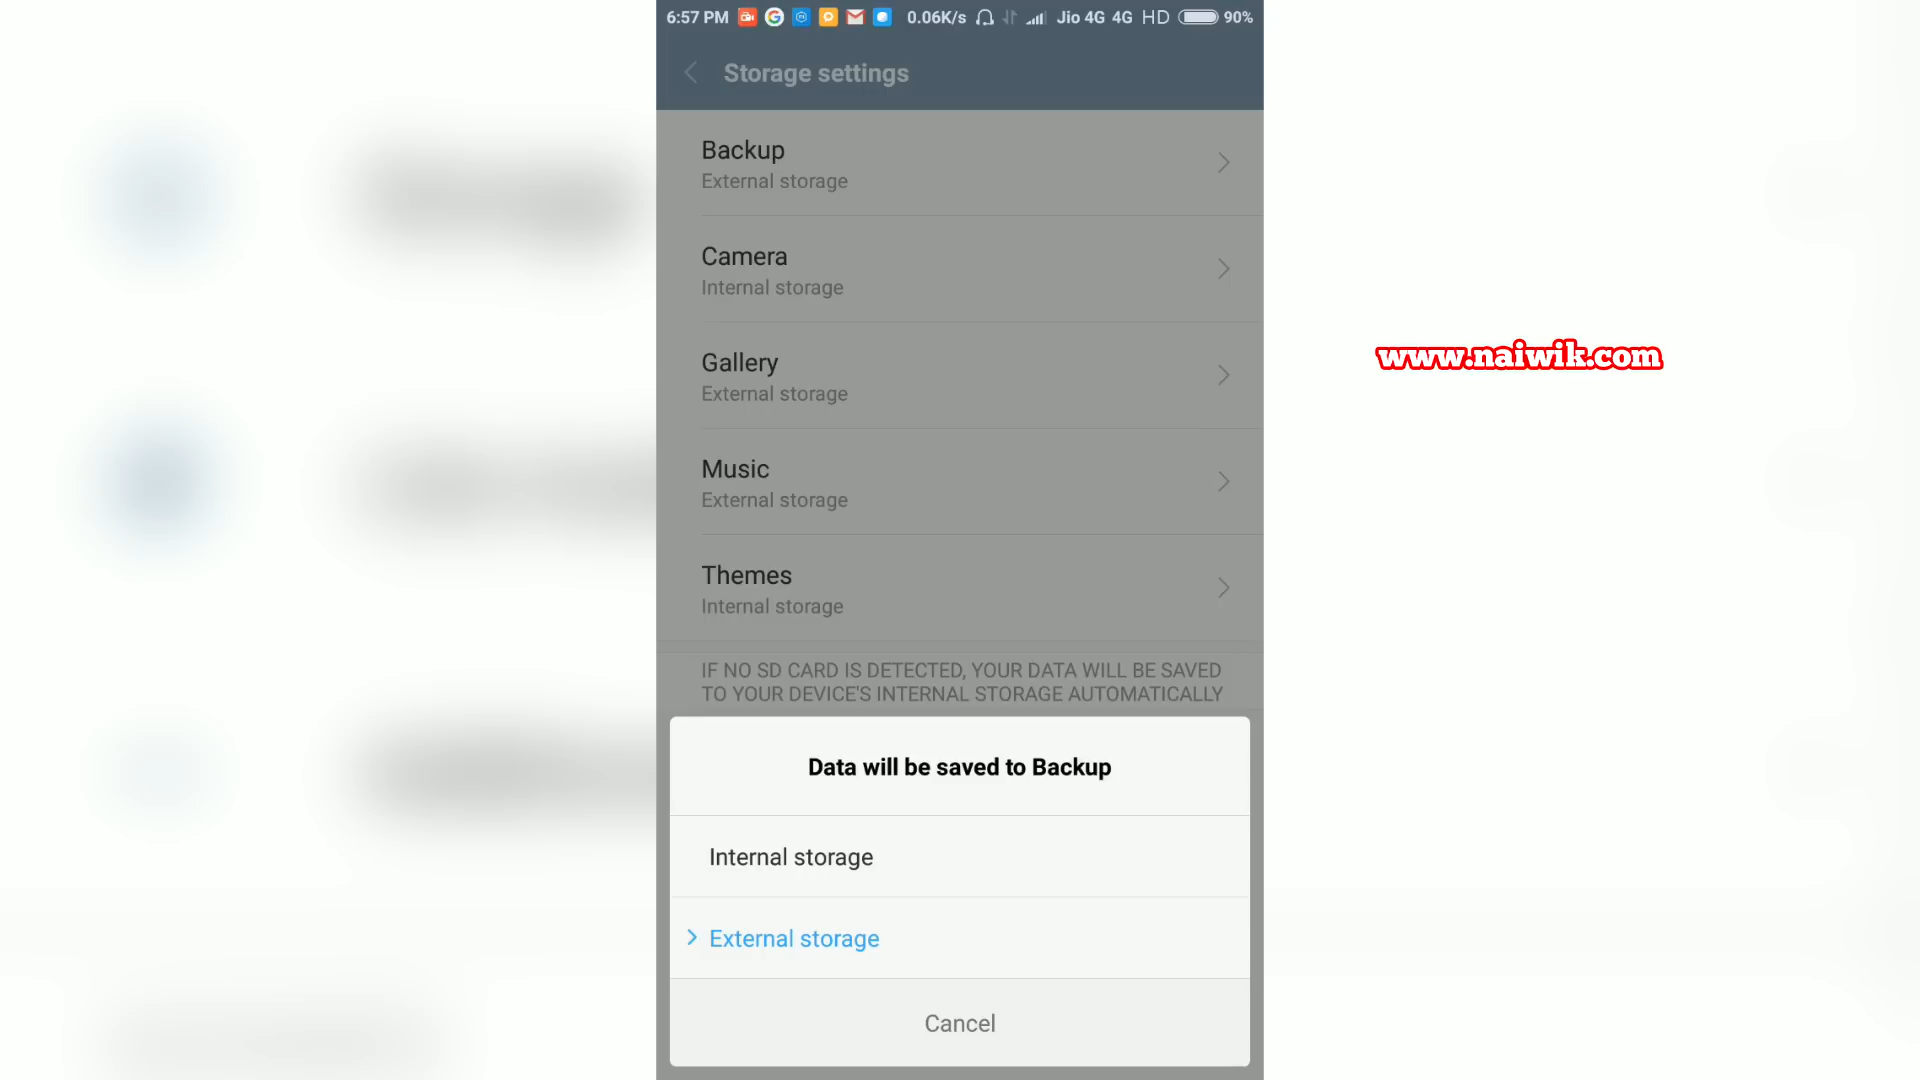 6:57 PM 0.06K/s Jio 4G 4G HD 90%
Storage settings
Backup
External storage
Camera
Internal storage
Gallery
External storage
Music
External storage
Themes
Internal storage
IF NO SD CARD IS DETECTED, YOUR DATA WILL BE SAVED
TO YOUR DEVICE'S INTERNAL STORAGE AUTOMATICALLY
Data will be saved to Backup
Internal storage
External storage
Cancel
www.naiwik.com